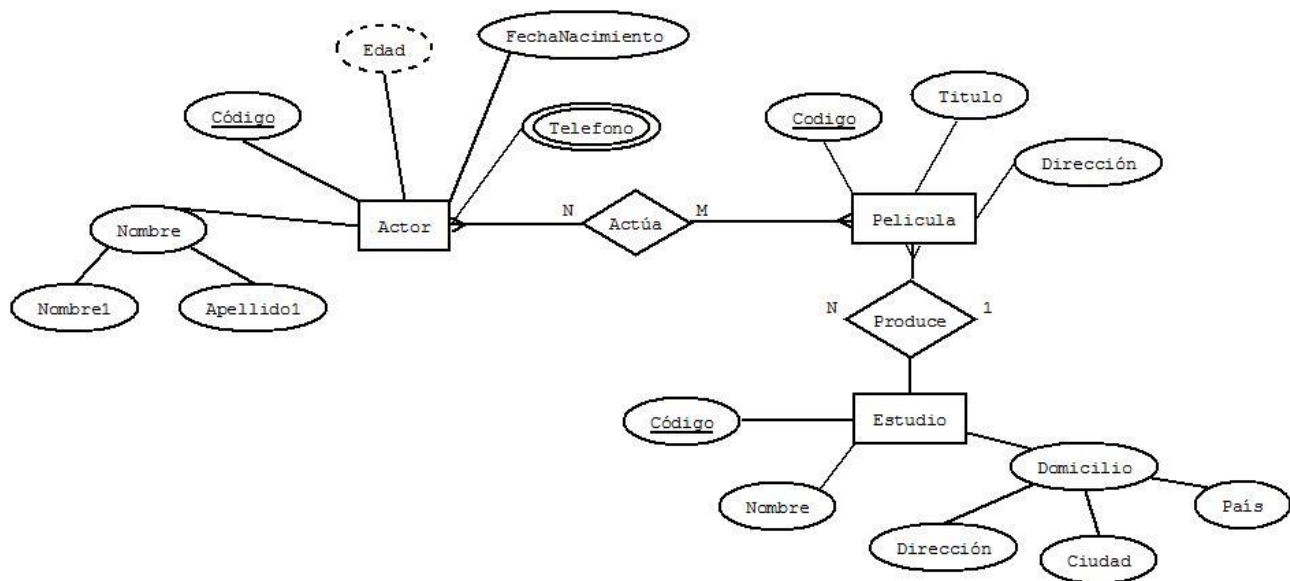 FechaNacimiento
Edad
Código
Telefono
Titulo
Codigo
Dirección
Nombre
Actor
N
Actúa
M
Pelicula
Nombre1
Apellido1
N
Produce
1
Código
Estudio
Domicilio
Nombre
País
Dirección
Ciudad